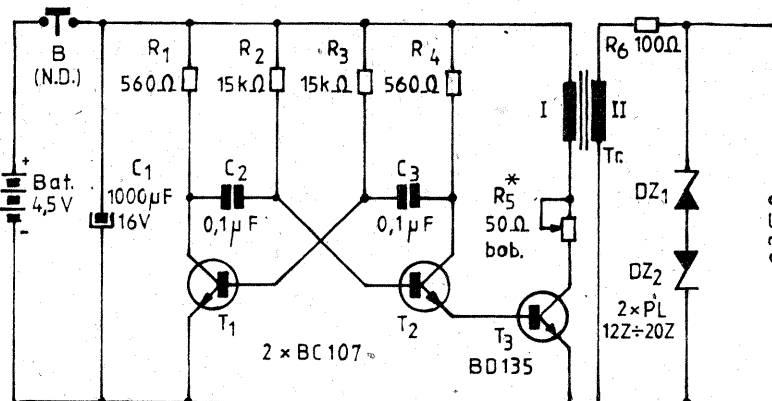 B
(N.D.)
+
Bat.
4,5V
-
C1
1000µF
16V
R1
560Ω
R2
15kΩ
R3
15kΩ
R4
560Ω
C2
0,1µF
C3
0,1µF
T1
T2
2×BC107
T3
BD135
R5*
50Ω
bob.
I
II
Tr.
R6 100Ω
DZ1
DZ2
2×PL
12Z÷20Z